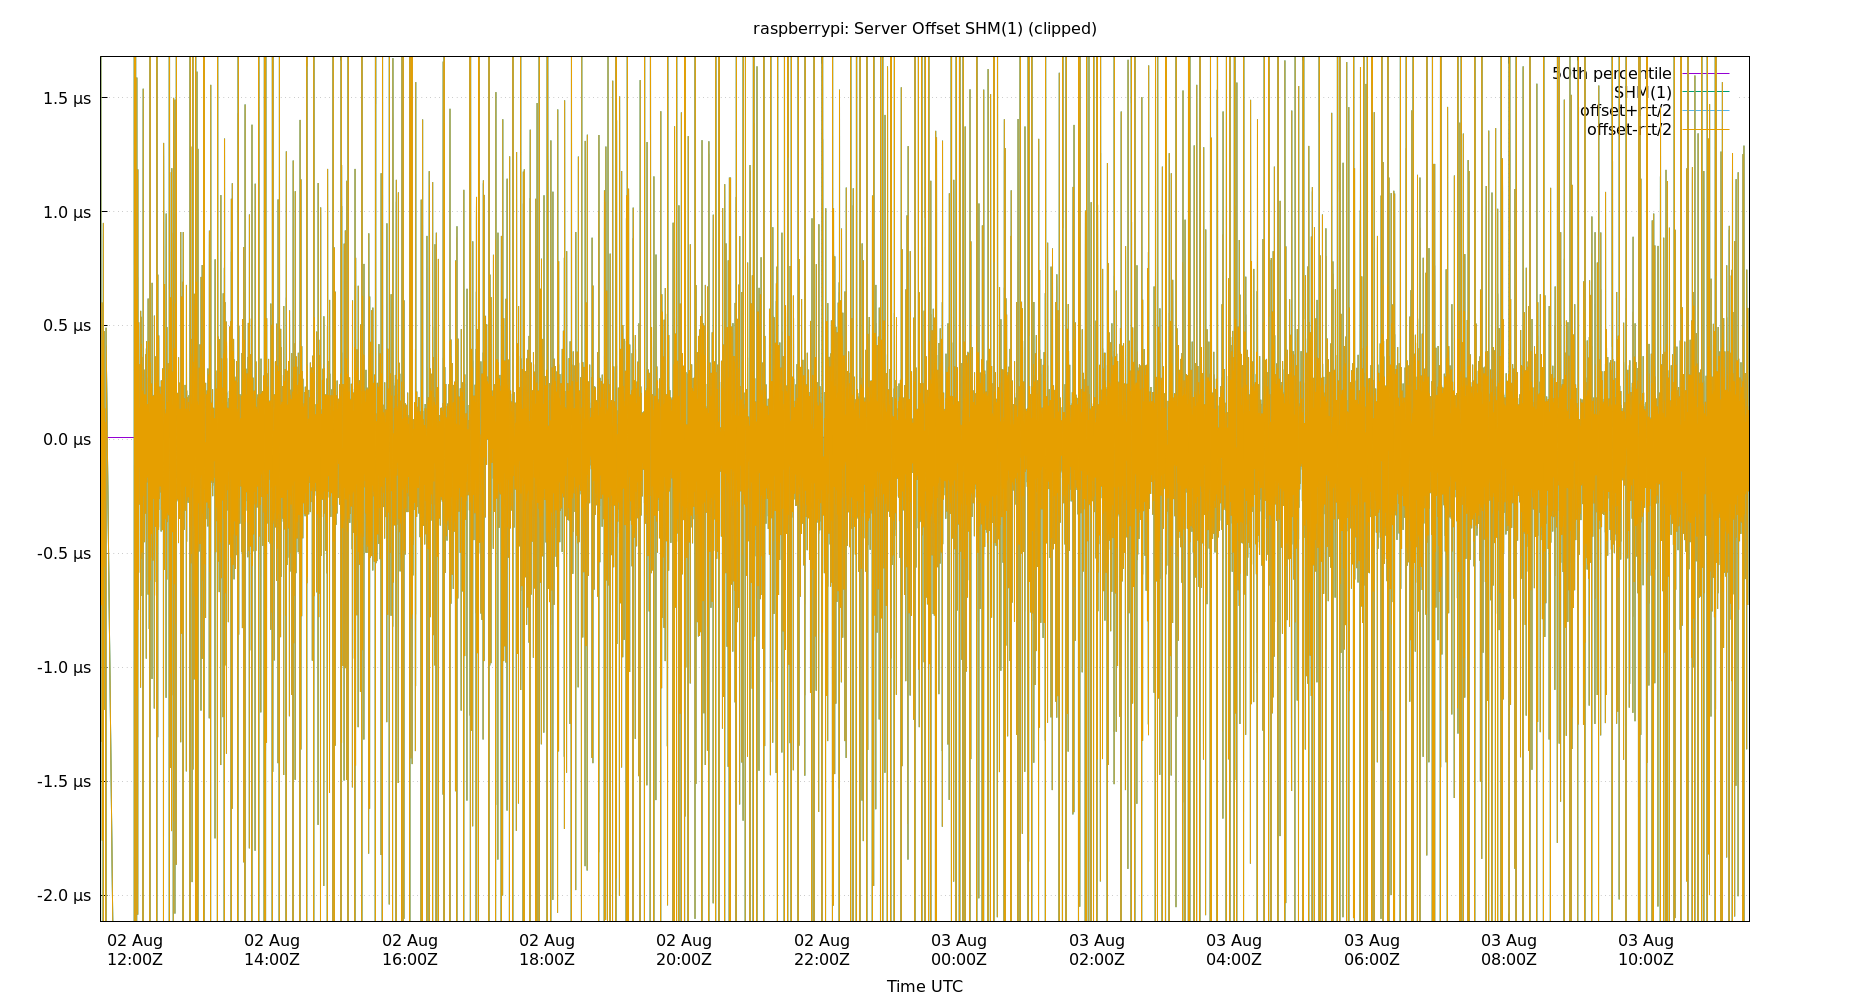 raspberrypi: Server Offset SHM(1) (clipped)
50th percentile
SHM(1)
offset+rtt/2
offset-rtt/2
1.5 µs
1.0 µs
0.5 µs
0.0 µs
-0.5 µs
-1.0 µs
-1.5 µs
-2.0 µs
02 Aug 02 Aug 02 Aug 02 Aug 02 Aug 02 Aug 03 Aug 03 Aug 03 Aug 03 Aug 03 Aug 03 Aug
12:00Z 14:00Z 16:00Z 18:00Z 20:00Z 22:00Z 00:00Z 02:00Z 04:00Z 06:00Z 08:00Z 10:00Z
Time UTC